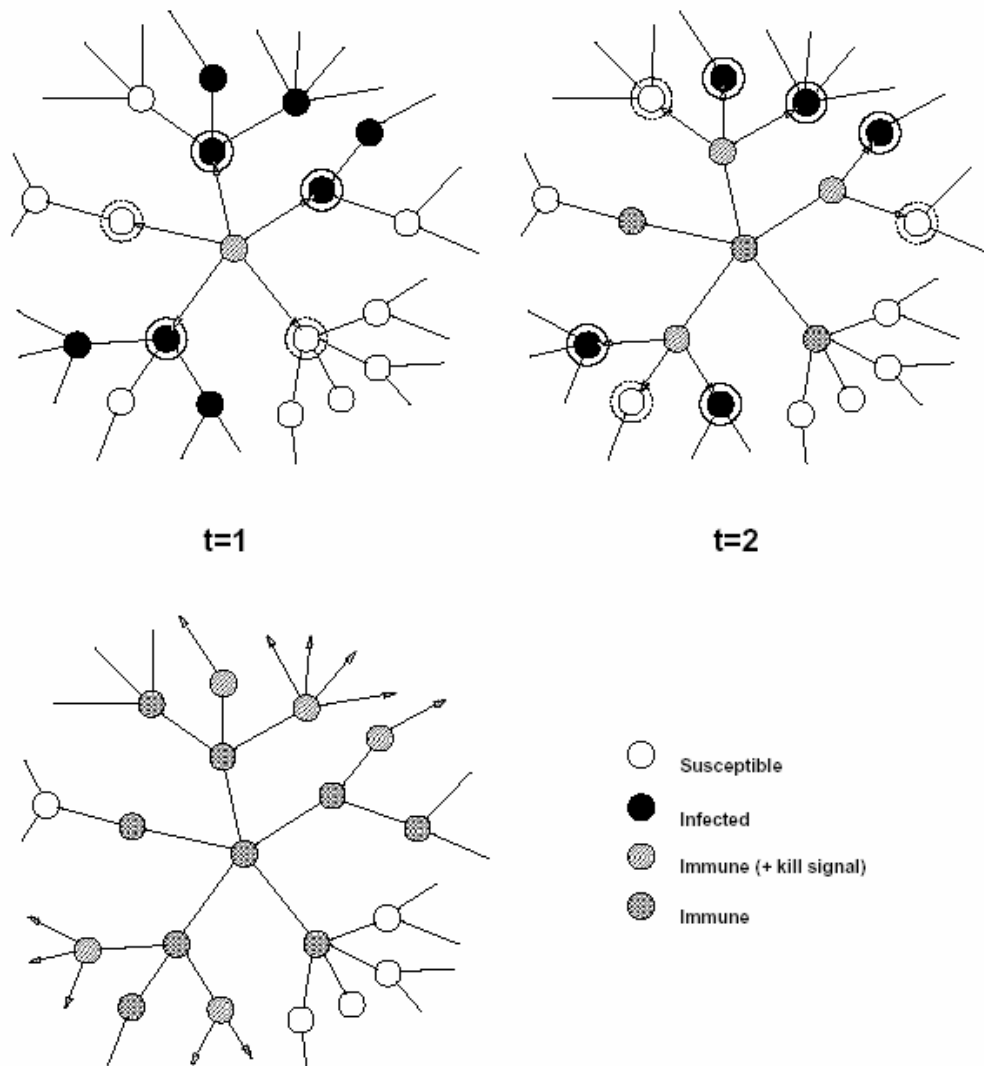 t=1
t=2
Susceptible
Infected
Immune (+ kill signal)
Immune